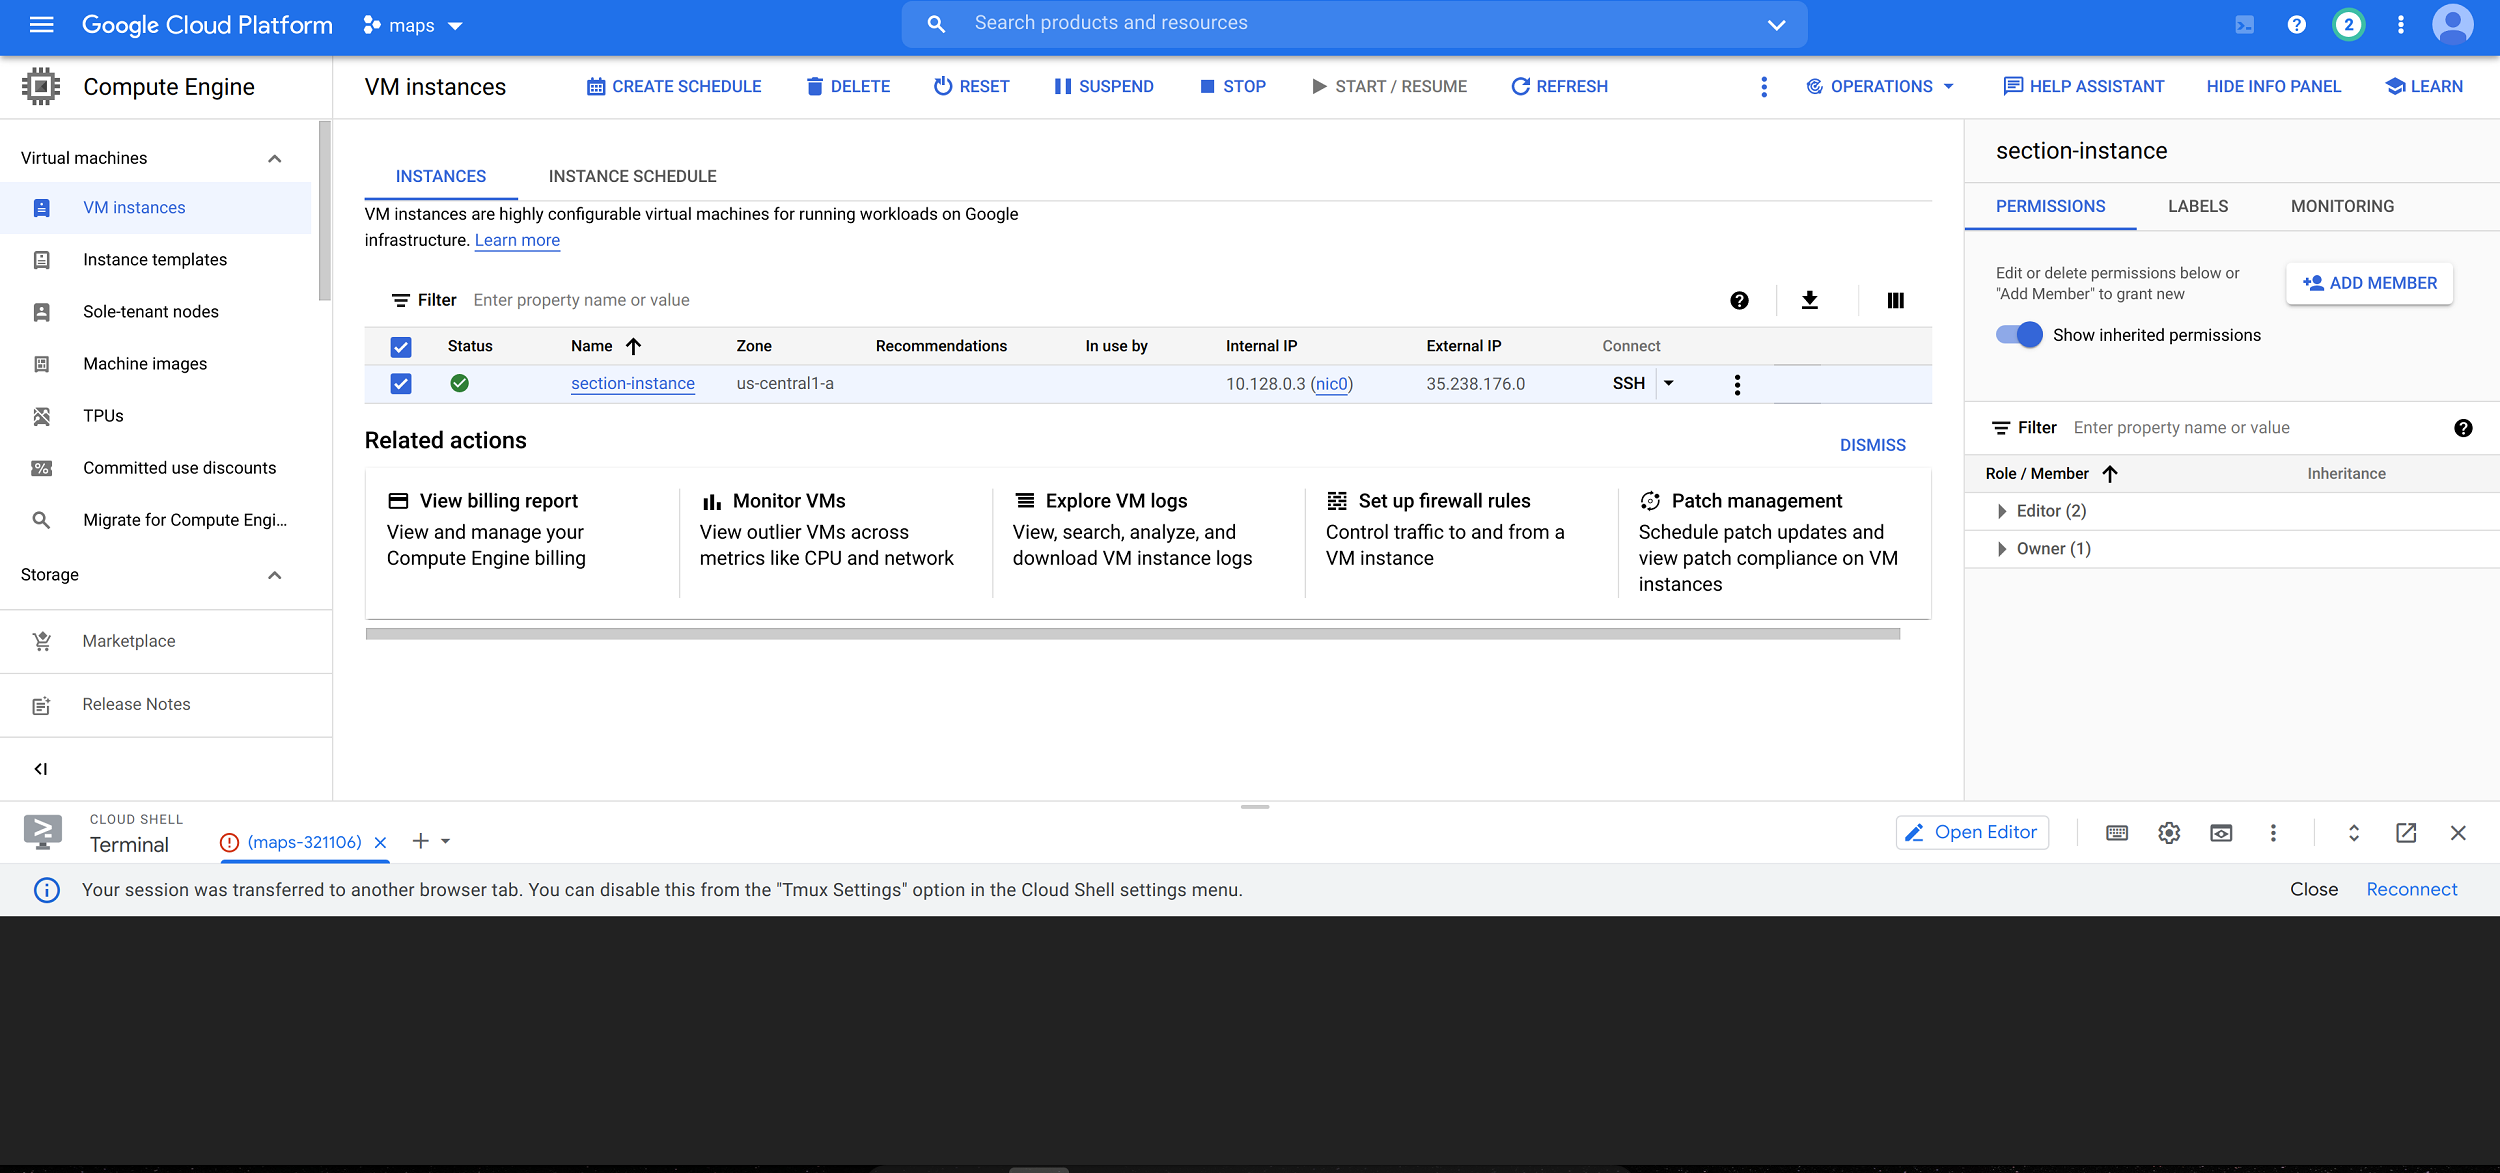 Google Cloud Platform
maps
Search products and resources
2
Compute Engine
VM instances
CREATE SCHEDULE
DELETE
RESET
SUSPEND
STOP
START / RESUME
REFRESH
OPERATIONS
HELP ASSISTANT
HIDE INFO PANEL
LEARN
Virtual machines
VM instances
Instance templates
Sole-tenant nodes
Machine images
TPUs
Committed use discounts
Migrate for Compute Engi...
Storage
Marketplace
Release Notes
INSTANCES
INSTANCE SCHEDULE
VM instances are highly configurable virtual machines for running workloads on Google
infrastructure. Learn more
Filter Enter property name or value
Status Name Zone Recommendations In use by Internal IP External IP Connect
section-instance us-central1-a 10.128.0.3 (nic0) 35.238.176.0 SSH
Related actions
DISMISS
View billing report
View and manage your
Compute Engine billing
Monitor VMs
View outlier VMs across
metrics like CPU and network
Explore VM logs
View, search, analyze, and
download VM instance logs
Set up firewall rules
Control traffic to and from a
VM instance
Patch management
Schedule patch updates and
view patch compliance on VM
instances
section-instance
PERMISSIONS
LABELS
MONITORING
Edit or delete permissions below or
"Add Member" to grant new
ADD MEMBER
Show inherited permissions
Filter Enter property name or value
Role / Member Inheritance
Editor (2)
Owner (1)
CLOUD SHELL
Terminal
(maps-321106)
Open Editor
Your session was transferred to another browser tab. You can disable this from the "Tmux Settings" option in the Cloud Shell settings menu.
Close
Reconnect